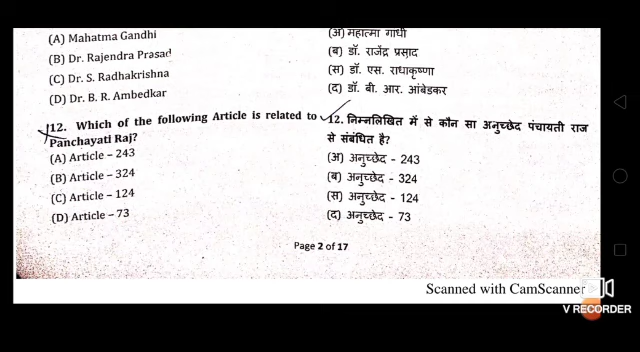 (A) Mahatma Gandhi
(B) Dr. Rajendra Prasad
(C) Dr. S. Radhakrishna
(D) Dr. B. R. Ambedkar
12. Which of the following Article is related to
Panchayati Raj?
(A) Article – 243
(B) Article – 324
(C) Article – 124
(D) Article – 73
(अ) महात्मा गांधी
(ब) डॉ. राजेंद्र प्रसाद
(स) डॉ. एस. राधाकृष्णा
(द) डॉ. बी. आर. आंबेडकर
12. निम्नलिखित में से कौन सा अनुच्छेद पंचायती राज
से संबंधित है?
(अ) अनुच्छेद - 243
(ब) अनुच्छेद - 324
(स) अनुच्छेद - 124
(द) अनुच्छेद - 73
Page 2 of 17
Scanned with CamScanner
V RECORDER